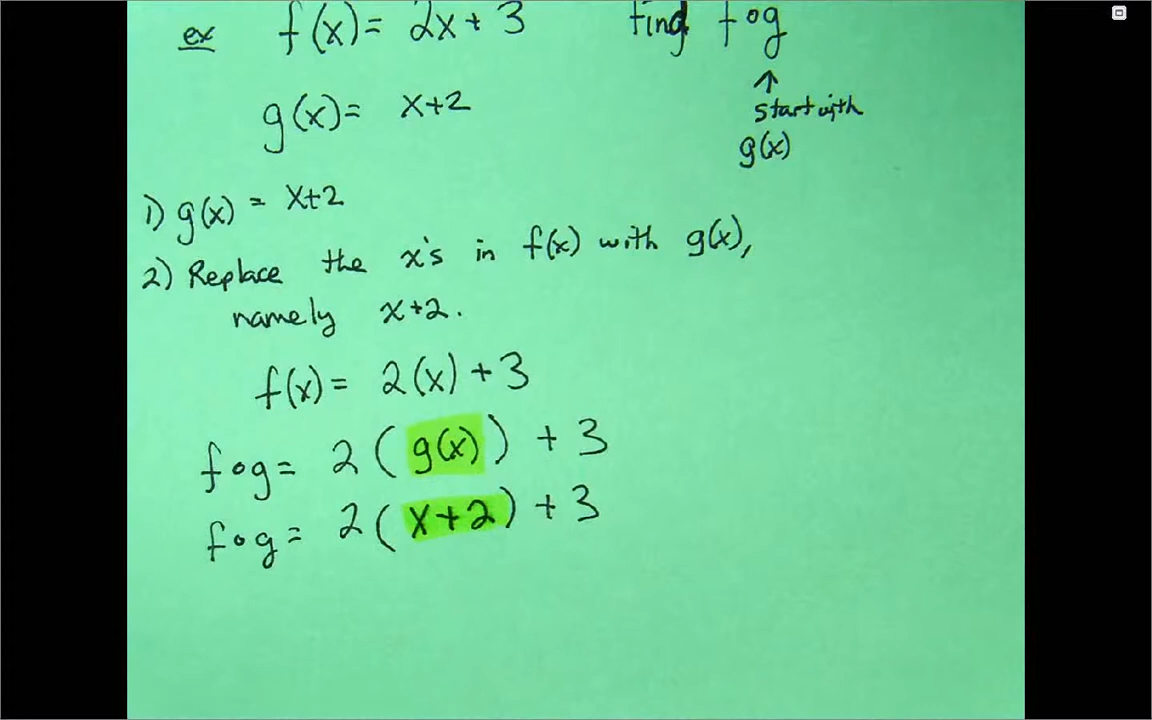 ex f(x)= 2x+3 find fog
↑
g(x)= x+2 start with
g(x)
1) g(x) = x+2
2) Replace the x's in f(x) with g(x),
namely x+2.
f(x)= 2(x)+3
f∘g= 2(g(x))+3
f∘g= 2(x+2)+3